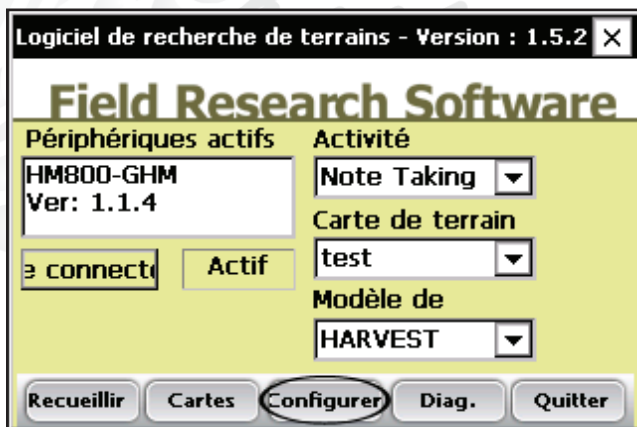 Logiciel de recherche de terrains - Version : 1.5.2
Field Research Software
Périphériques actifs
HM800-GHM
Ver: 1.1.4
e connecte
Actif
Activité
Note Taking
Carte de terrain
test
Modèle de
HARVEST
Recueillir
Cartes
Configurer
Diag.
Quitter